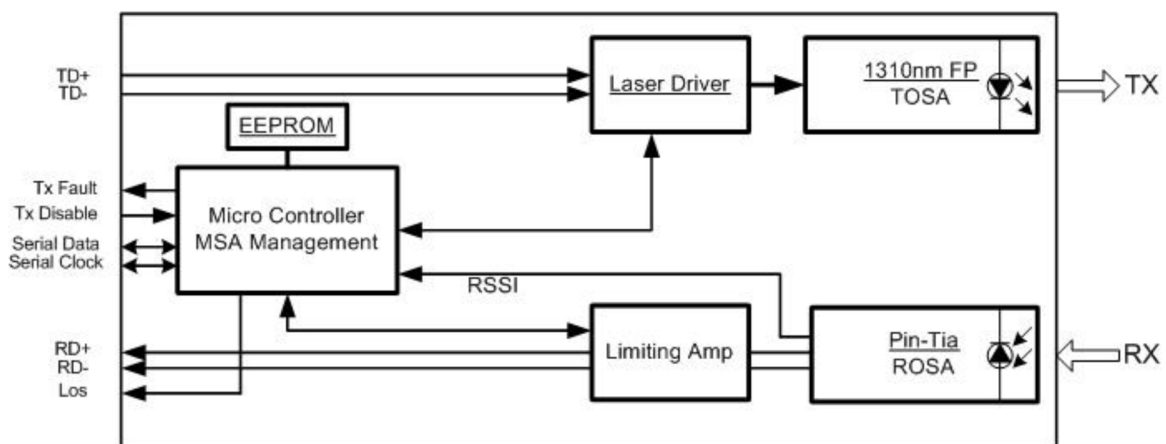 TD+
TD-
Laser Driver
1310nm FP
TOSA
TX
EEPROM
Tx Fault
Tx Disable
Serial Data
Serial Clock
Micro Controller
MSA Management
RSSI
RD+
RD-
Los
Limiting Amp
Pin-Tia
ROSA
RX